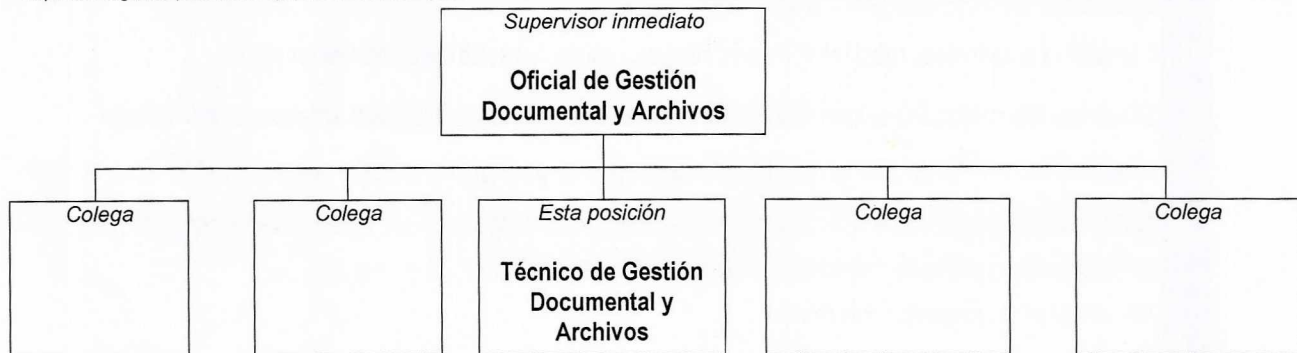 Supervisor inmediato
Oficial de Gestión
Documental y Archivos
Colega
Colega
Esta posición
Colega
Colega
Técnico de Gestión
Documental y
Archivos